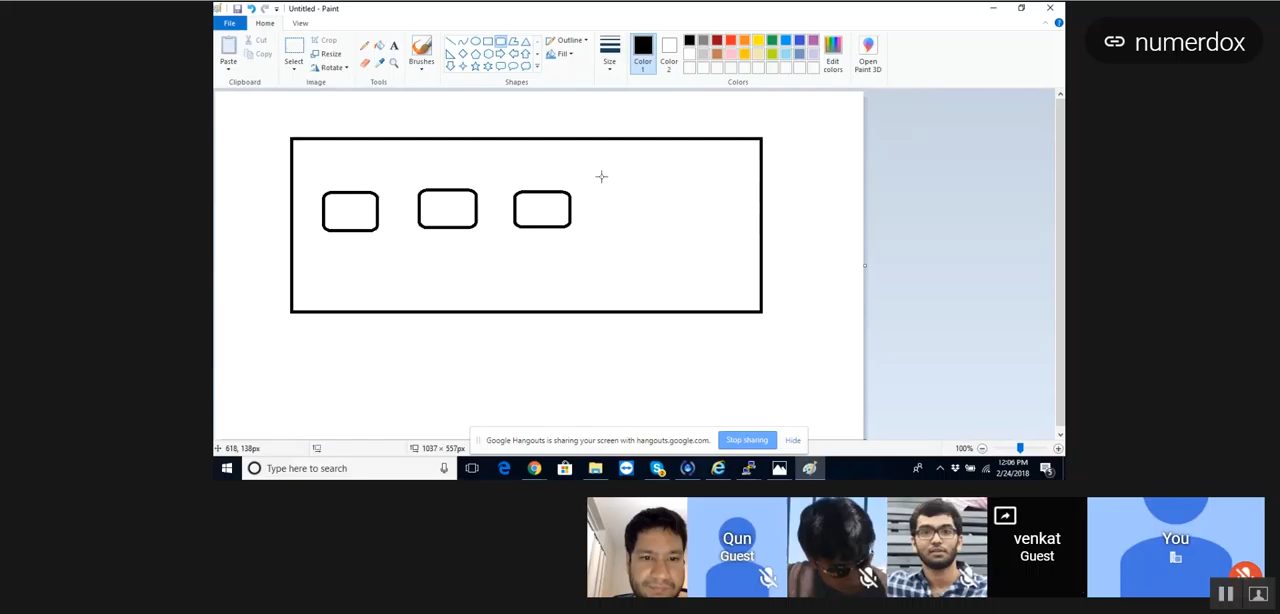 Untitled - Paint
numerdox
File Home View
Paste
Cut
Copy
Clipboard
Select
Crop
Resize
Rotate
Image
Tools
Brushes
Shapes
Outline
Fill
Size
Color 1
Color 2
Edit colors
Colors
Open Paint 3D
Google Hangouts is sharing your screen with hangouts.google.com. Stop sharing Hide
618, 138px
1037 × 557px
100%
Type here to search
12:06 PM
2/24/2018
Qun
Guest
venkat
Guest
You